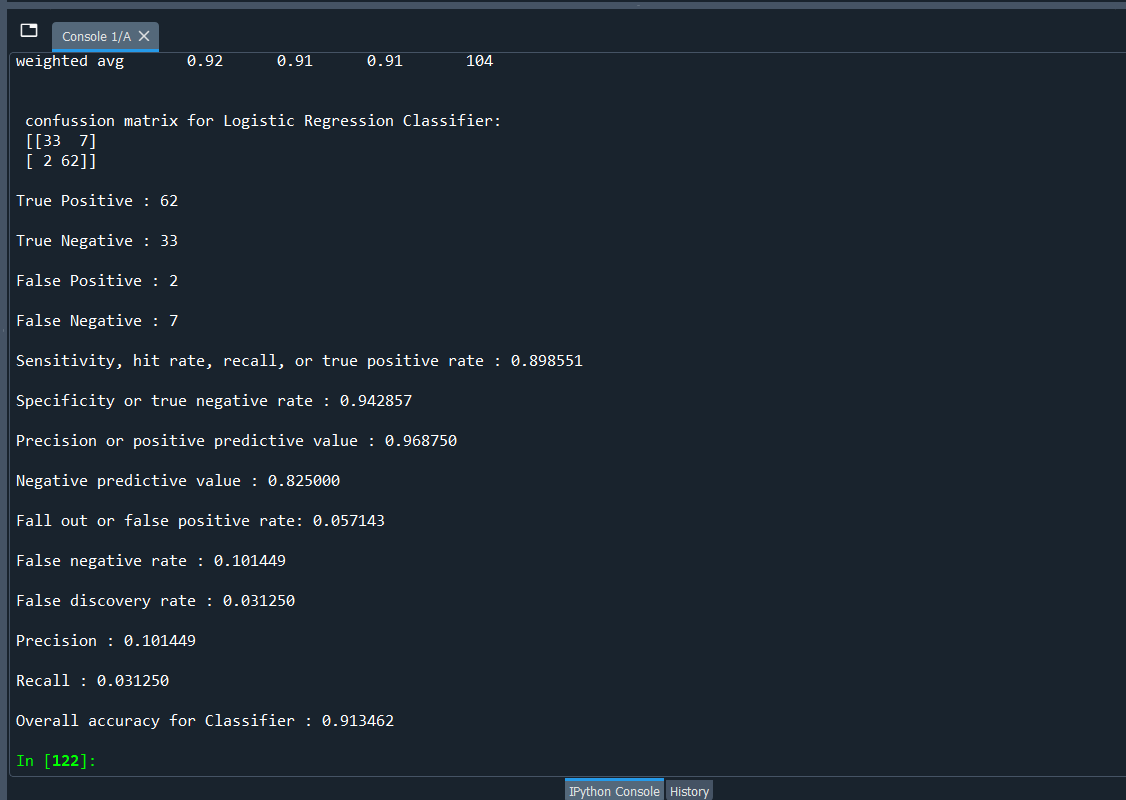 Console 1/A
weighted avg 0.92 0.91 0.91 104
confussion matrix for Logistic Regression Classifier:
[[33 7]
[ 2 62]]
True Positive : 62
True Negative : 33
False Positive : 2
False Negative : 7
Sensitivity, hit rate, recall, or true positive rate : 0.898551
Specificity or true negative rate : 0.942857
Precision or positive predictive value : 0.968750
Negative predictive value : 0.825000
Fall out or false positive rate: 0.057143
False negative rate : 0.101449
False discovery rate : 0.031250
Precision : 0.101449
Recall : 0.031250
Overall accuracy for Classifier : 0.913462
In [122]:
IPython Console History